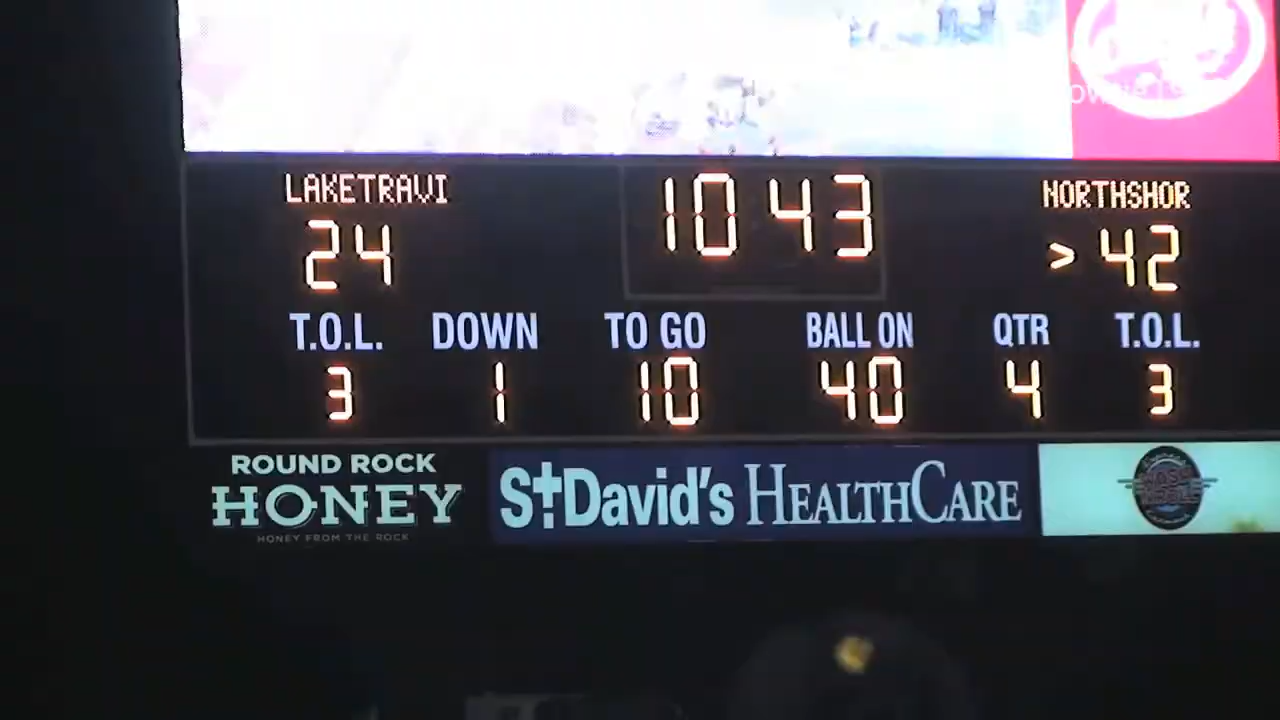 LAKETRAVI
24
10 43
NORTHSHOR
> 42
T.O.L. DOWN TO GO BALL ON QTR T.O.L.
3 1 10 40 4 3
ROUND ROCK
HONEY
HONEY FROM THE ROCK
St David's HEALTHCARE